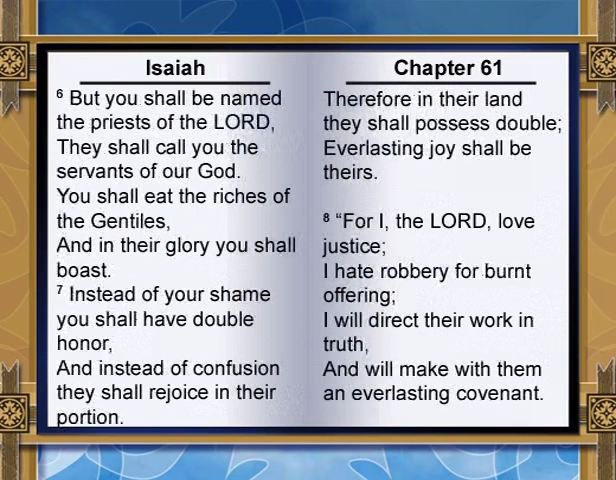 Isaiah
⁶ But you shall be named
the priests of the LORD,
They shall call you the
servants of our God.
You shall eat the riches of
the Gentiles,
And in their glory you shall
boast.
⁷ Instead of your shame
you shall have double
honor,
And instead of confusion
they shall rejoice in their
portion.
Chapter 61
Therefore in their land
they shall possess double;
Everlasting joy shall be
theirs.
⁸ “For I, the LORD, love
justice;
I hate robbery for burnt
offering;
I will direct their work in
truth,
And will make with them
an everlasting covenant.